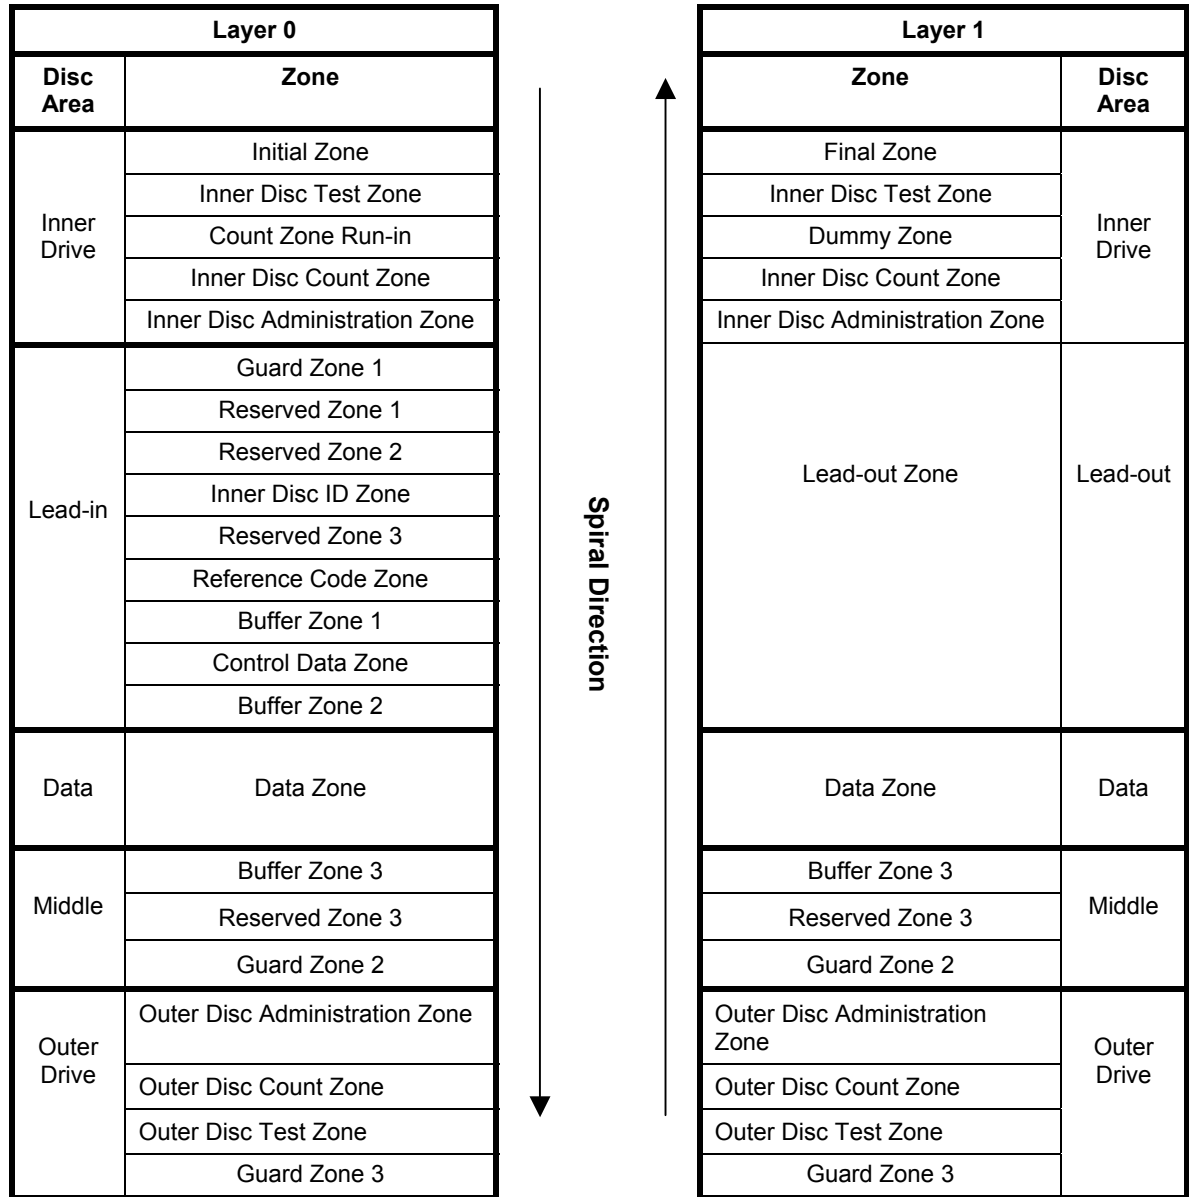 Layer 0
Disc
Area
Zone
Inner
Drive
Initial Zone
Inner Disc Test Zone
Count Zone Run-in
Inner Disc Count Zone
Inner Disc Administration Zone
Lead-in
Guard Zone 1
Reserved Zone 1
Reserved Zone 2
Inner Disc ID Zone
Reserved Zone 3
Reference Code Zone
Buffer Zone 1
Control Data Zone
Buffer Zone 2
Data
Data Zone
Middle
Buffer Zone 3
Reserved Zone 3
Guard Zone 2
Outer
Drive
Outer Disc Administration Zone
Outer Disc Count Zone
Outer Disc Test Zone
Guard Zone 3
Spiral Direction
Layer 1
Zone
Disc
Area
Final Zone
Inner Disc Test Zone
Dummy Zone
Inner Disc Count Zone
Inner Disc Administration Zone
Inner
Drive
Lead-out Zone
Lead-out
Data Zone
Data
Buffer Zone 3
Reserved Zone 3
Guard Zone 2
Middle
Outer Disc Administration
Zone
Outer Disc Count Zone
Outer Disc Test Zone
Guard Zone 3
Outer
Drive